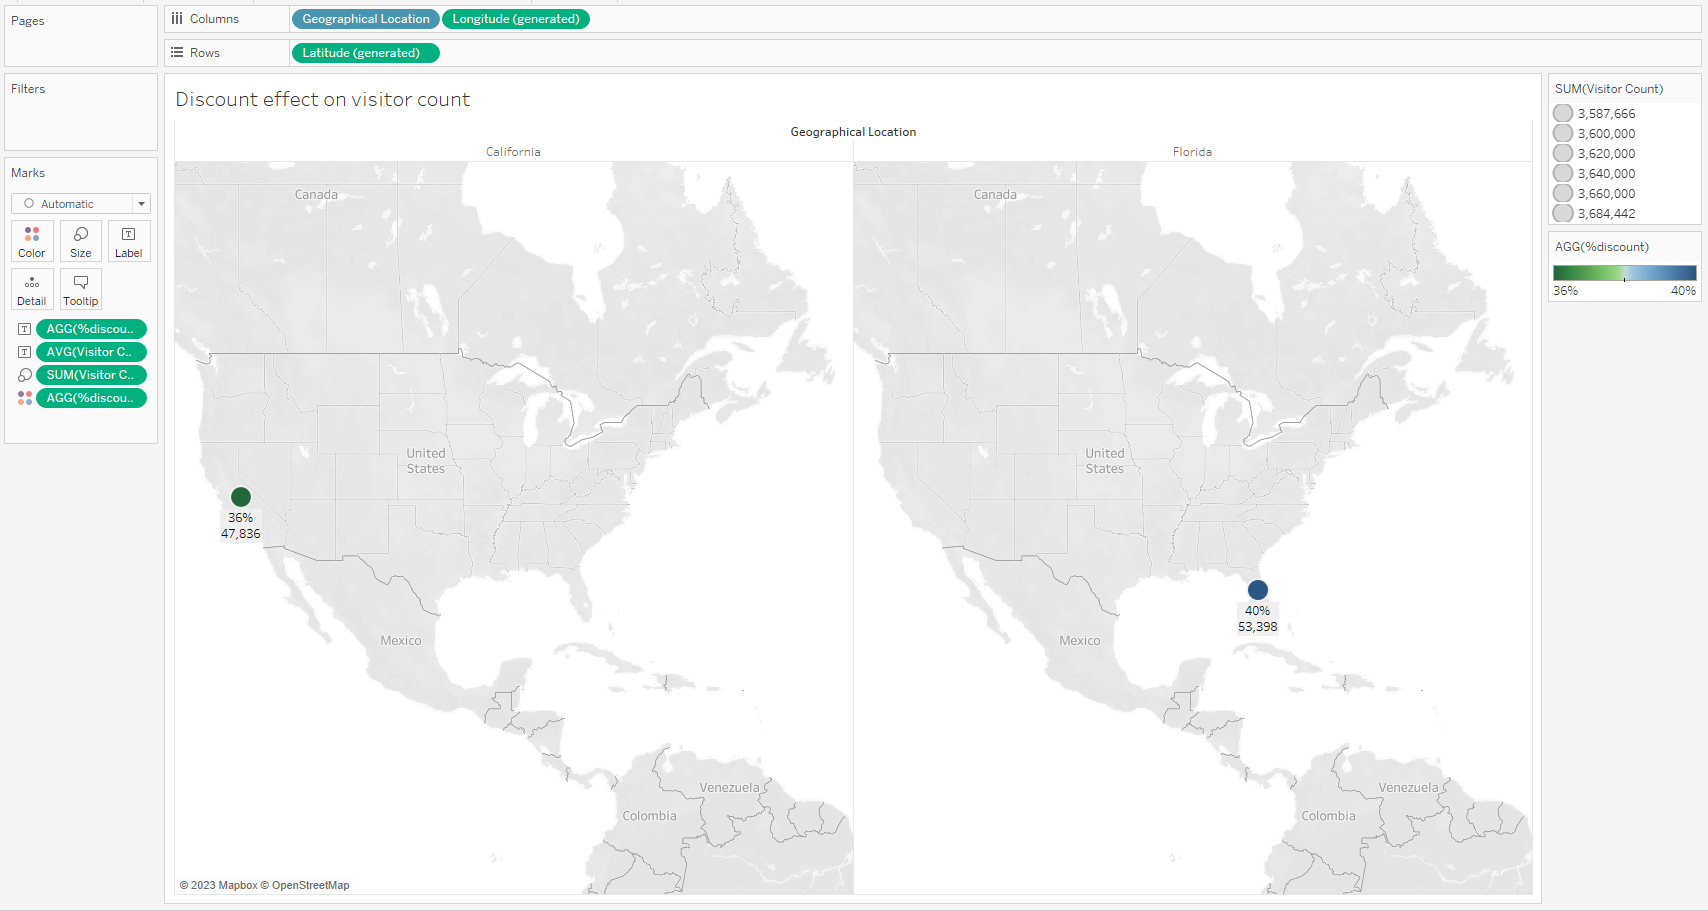 Pages
Columns
Geographical Location
Longitude (generated)
Rows
Latitude (generated)
Filters
Marks
Automatic
Color
Size
Label
Detail
Tooltip
AGG(%discou..
AVG(Visitor C..
SUM(Visitor C..
AGG(%discou..
Discount effect on visitor count
Geographical Location
California
Florida
Canada
United
States
Mexico
Venezuela
Colombia
36%
47,836
© 2023 Mapbox © OpenStreetMap
Canada
United
States
Mexico
Venezuela
Colombia
40%
53,398
SUM(Visitor Count)
3,587,666
3,600,000
3,620,000
3,640,000
3,660,000
3,684,442
AGG(%discount)
36%
40%